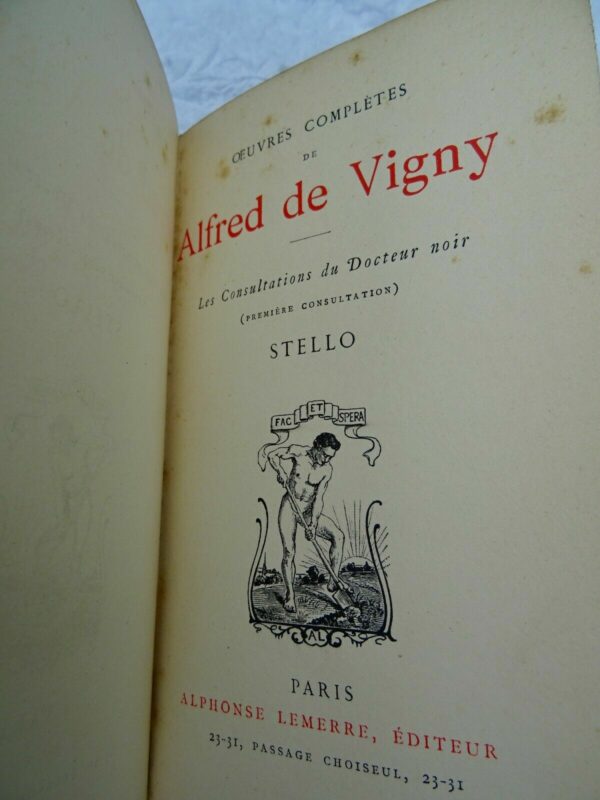 ŒUVRES COMPLÈTES
DE
Alfred de Vigny
Les Consultations du Docteur noir
(PREMIÈRE CONSULTATION)
STELLO
FAC ET SPERA
AL
PARIS
ALPHONSE LEMERRE, ÉDITEUR
23-31, PASSAGE CHOISEUL, 23-31